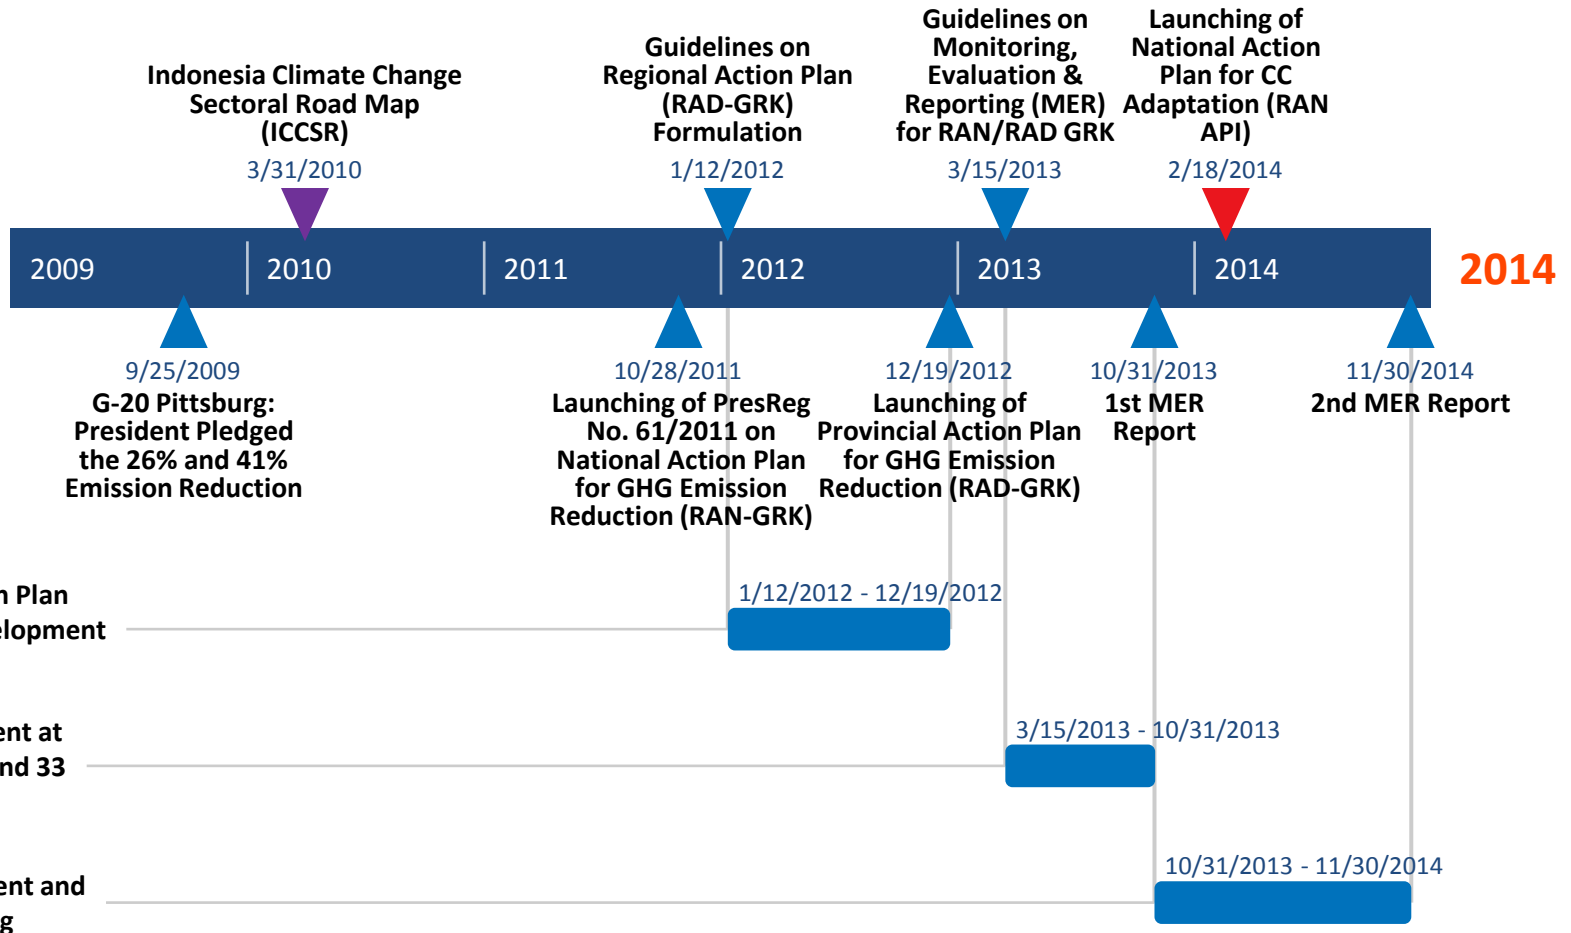 Indonesia Climate Change
Sectoral Road Map
(ICCSR)
3/31/2010
Guidelines on
Regional Action Plan
(RAD-GRK)
Formulation
1/12/2012
Guidelines on
Monitoring,
Evaluation &
Reporting (MER)
for RAN/RAD GRK
3/15/2013
Launching of
National Action
Plan for CC
Adaptation (RAN
API)
2/18/2014
2009
2010
2011
2012
2013
2014
2014
9/25/2009
G-20 Pittsburg:
President Pledged
the 26% and 41%
Emission Reduction
10/28/2011
Launching of PresReg
No. 61/2011 on
National Action Plan
for GHG Emission
Reduction (RAN-GRK)
12/19/2012
Launching of
Provincial Action Plan
for GHG Emission
Reduction (RAD-GRK)
10/31/2013
1st MER
Report
11/30/2014
2nd MER Report
Plan
1/12/2012 - 12/19/2012
3/15/2013 - 10/31/2013
at
and 33
10/31/2013 - 11/30/2014
and